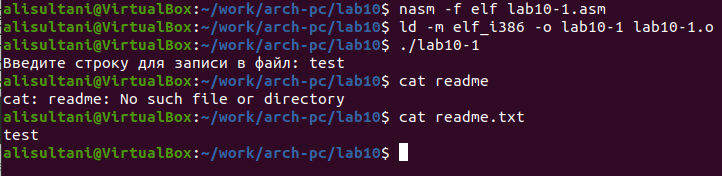 alisultani@VirtualBox:~/work/arch-pc/lab10$ nasm -f elf lab10-1.asm
alisultani@VirtualBox:~/work/arch-pc/lab10$ ld -m elf_i386 -o lab10-1 lab10-1.o
alisultani@VirtualBox:~/work/arch-pc/lab10$ ./lab10-1
Введите строку для записи в файл: test
alisultani@VirtualBox:~/work/arch-pc/lab10$ cat readme
cat: readme: No such file or directory
alisultani@VirtualBox:~/work/arch-pc/lab10$ cat readme.txt
test
alisultani@VirtualBox:~/work/arch-pc/lab10$